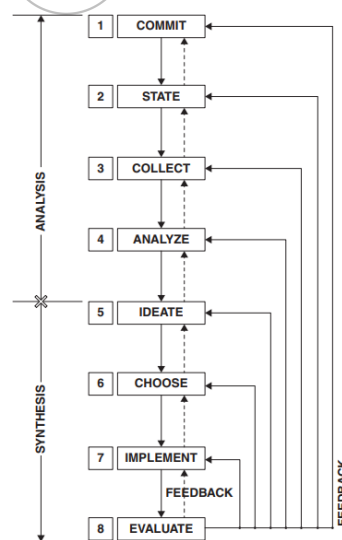 1 COMMIT
2 STATE
3 COLLECT
ANALYSIS
4 ANALYZE
5 IDEATE
6 CHOOSE
SYNTHESIS
7 IMPLEMENT
FEEDBACK
FEEDBACK
8 EVALUATE